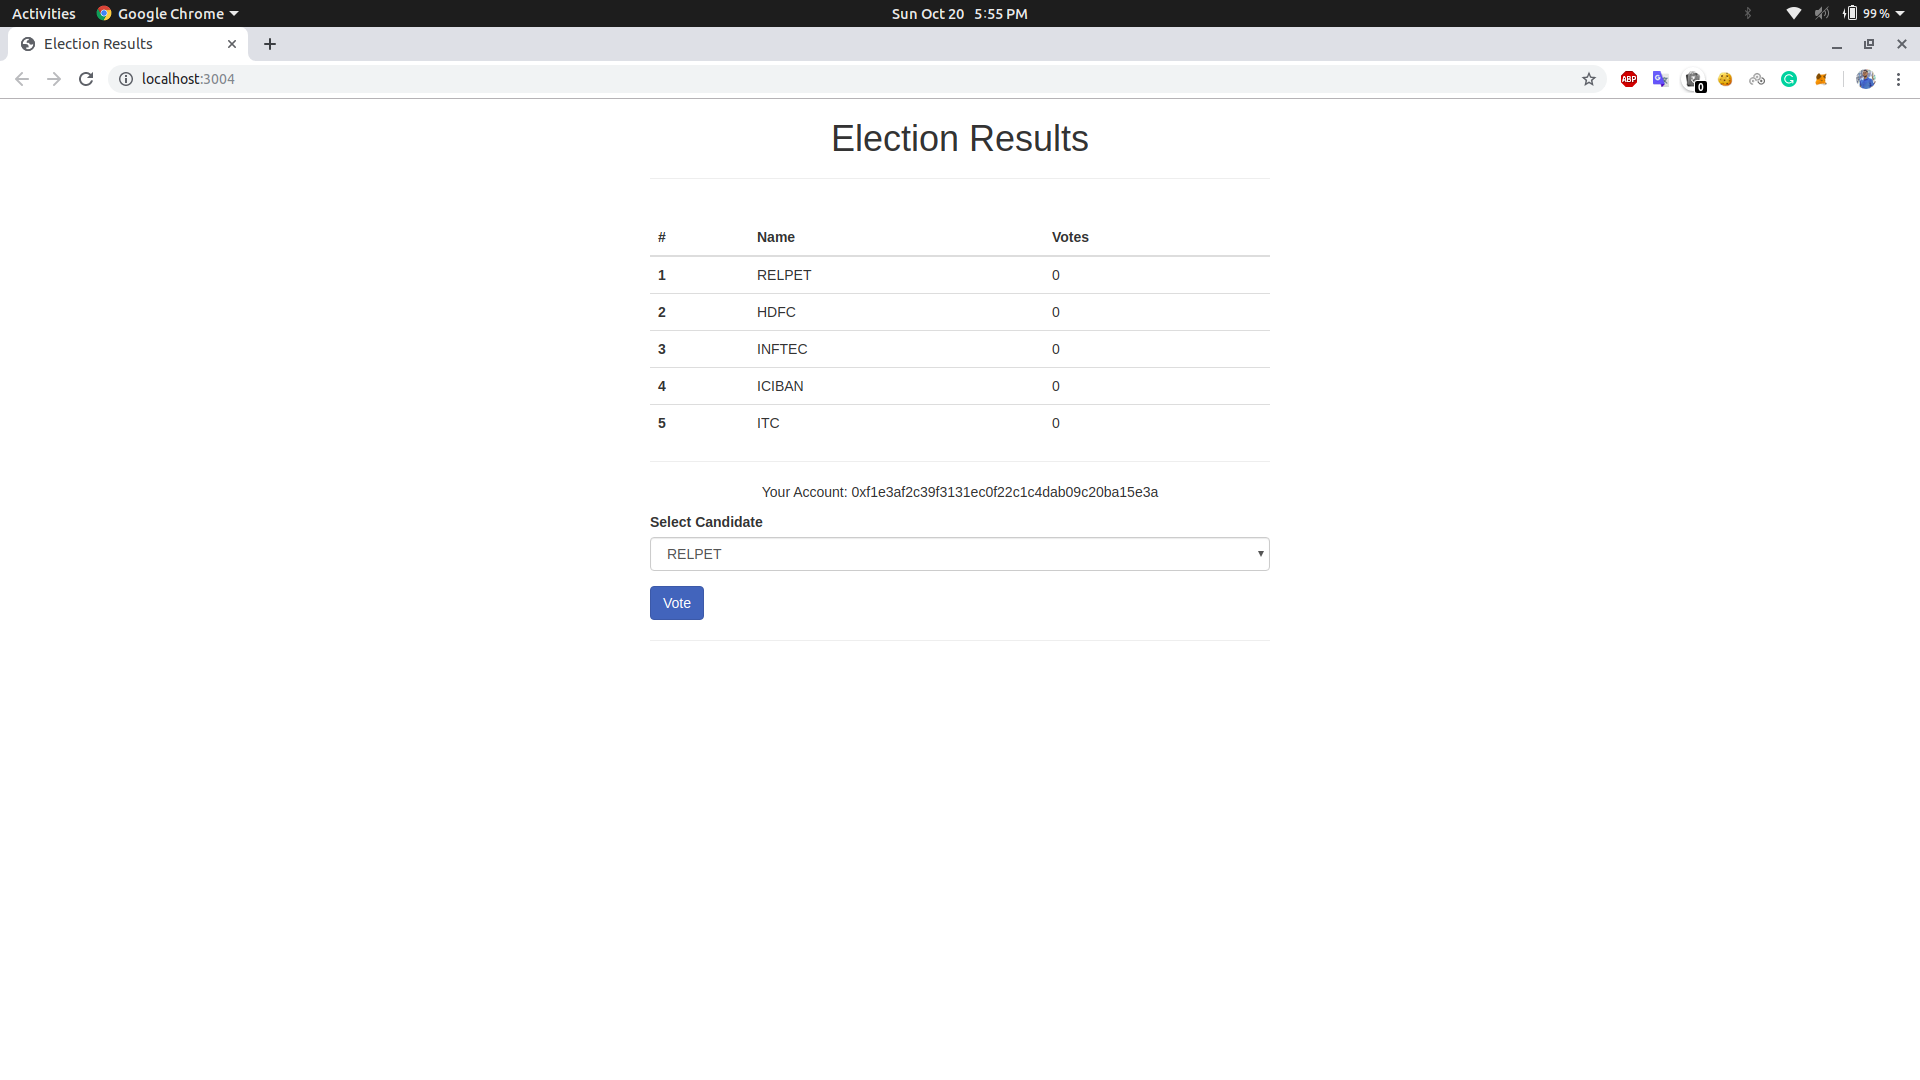 Activities Google Chrome Sun Oct 20 5:55 PM 99 %
Election Results
localhost:3004 ABP G 0
Election Results
# Name Votes
1 RELPET 0
2 HDFC 0
3 INFTEC 0
4 ICIBAN 0
5 ITC 0
Your Account: 0xf1e3af2c39f3131ec0f22c1c4dab09c20ba15e3a
Select Candidate
RELPET
Vote